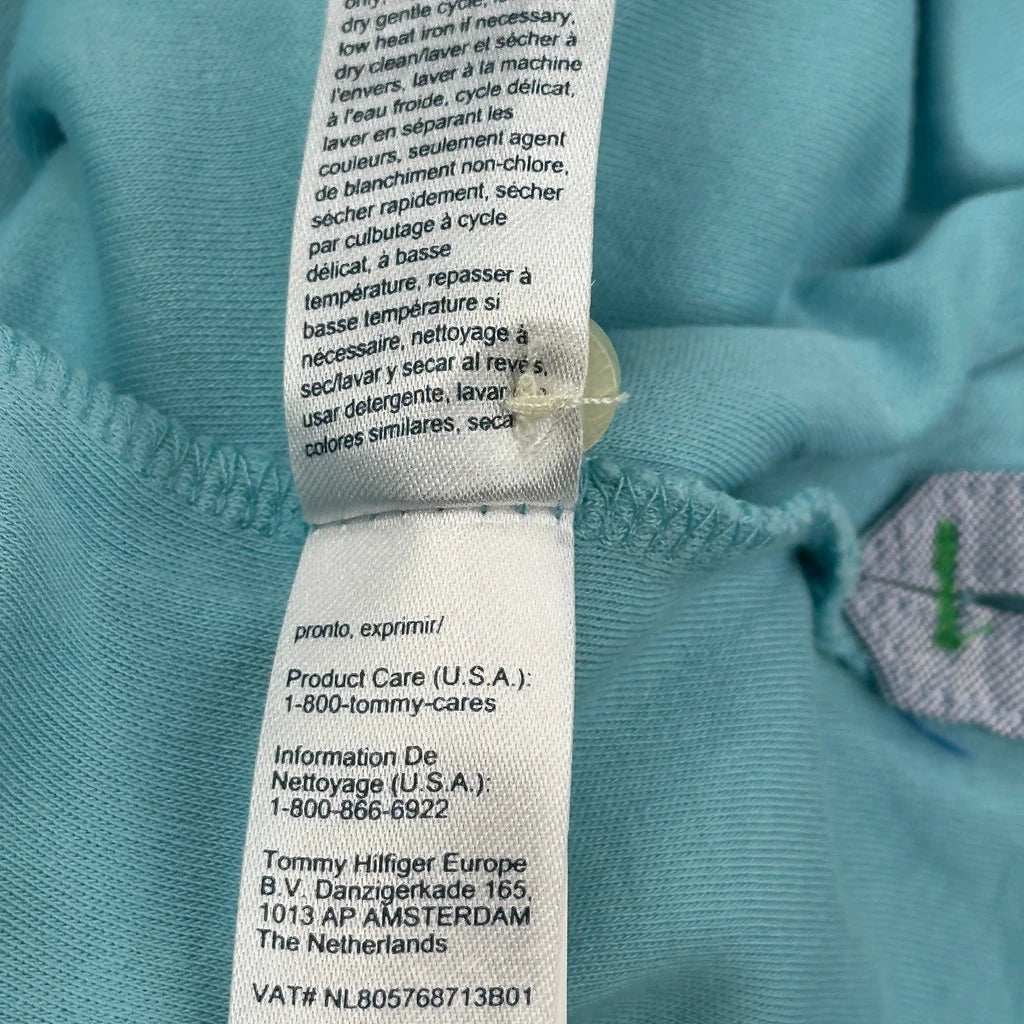 only,
dry gentle cycle,
low heat iron if necessary,
dry clean/laver et sécher à
l'envers, laver à la machine
à l'eau froide, cycle délicat,
laver en séparant les
couleurs, seulement agent
de blanchiment non-chlore,
sécher rapidement, sécher
par culbutage à cycle
délicat, à basse
température, repasser à
basse température si
nécessaire, nettoyage à
sec/lavar y secar al revés,
usar detergente, lavar
colores similares, seca
pronto, exprimir/
Product Care (U.S.A.):
1-800-tommy-cares
Information De
Nettoyage (U.S.A.):
1-800-866-6922
Tommy Hilfiger Europe
B.V. Danzigerkade 165,
1013 AP AMSTERDAM
The Netherlands
VAT# NL805768713B01